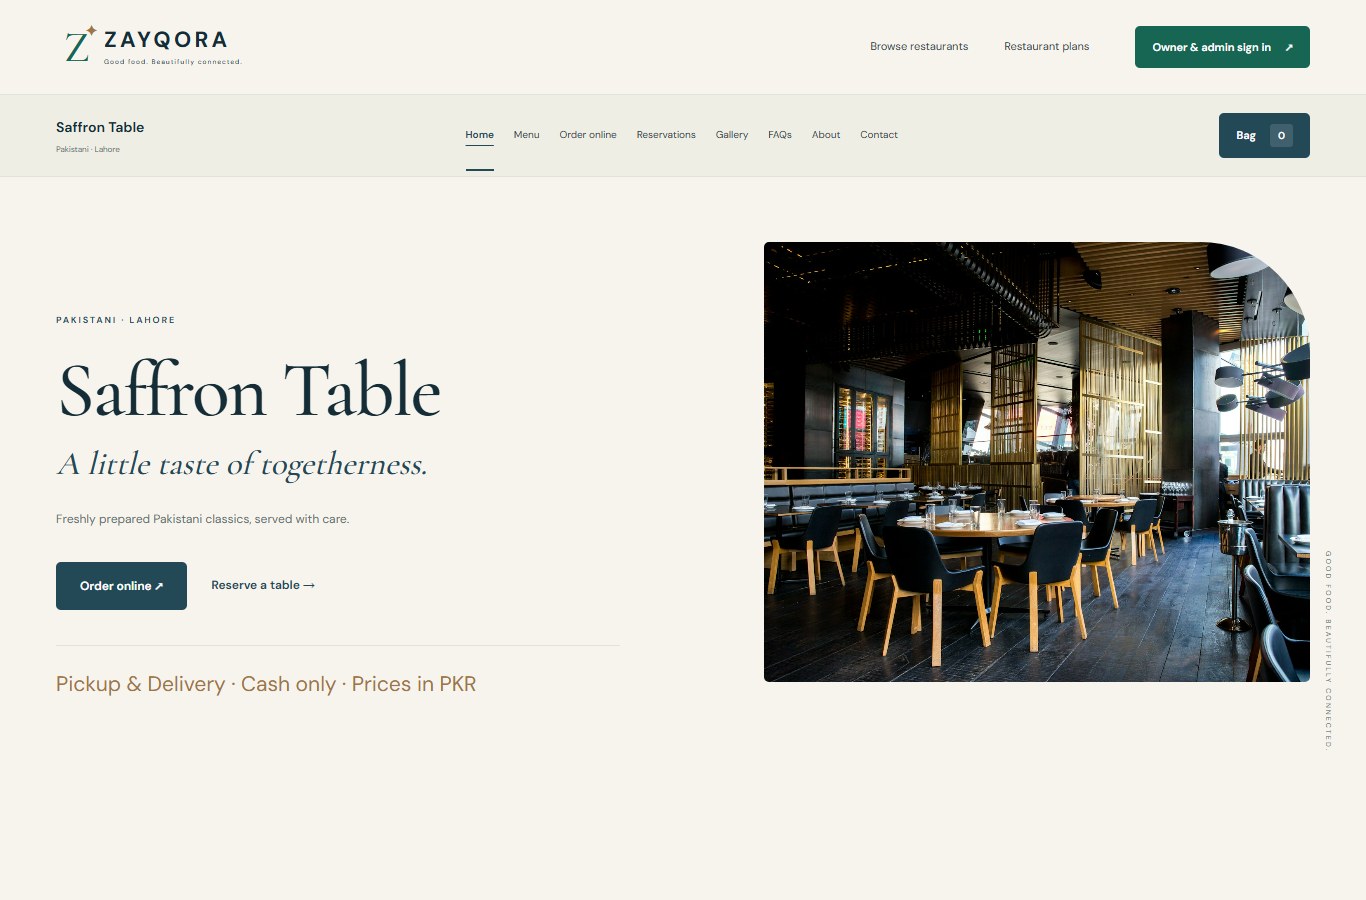 ZAYQORA
Good food. Beautifully connected.
Browse restaurants
Restaurant plans
Owner & admin sign in ↗
Saffron Table
Pakistani · Lahore
Home
Menu
Order online
Reservations
Gallery
FAQs
About
Contact
Bag 0
PAKISTANI · LAHORE
Saffron Table
A little taste of togetherness.
Freshly prepared Pakistani classics, served with care.
Order online ↗
Reserve a table →
Pickup & Delivery · Cash only · Prices in PKR
GOOD FOOD. BEAUTIFULLY CONNECTED.